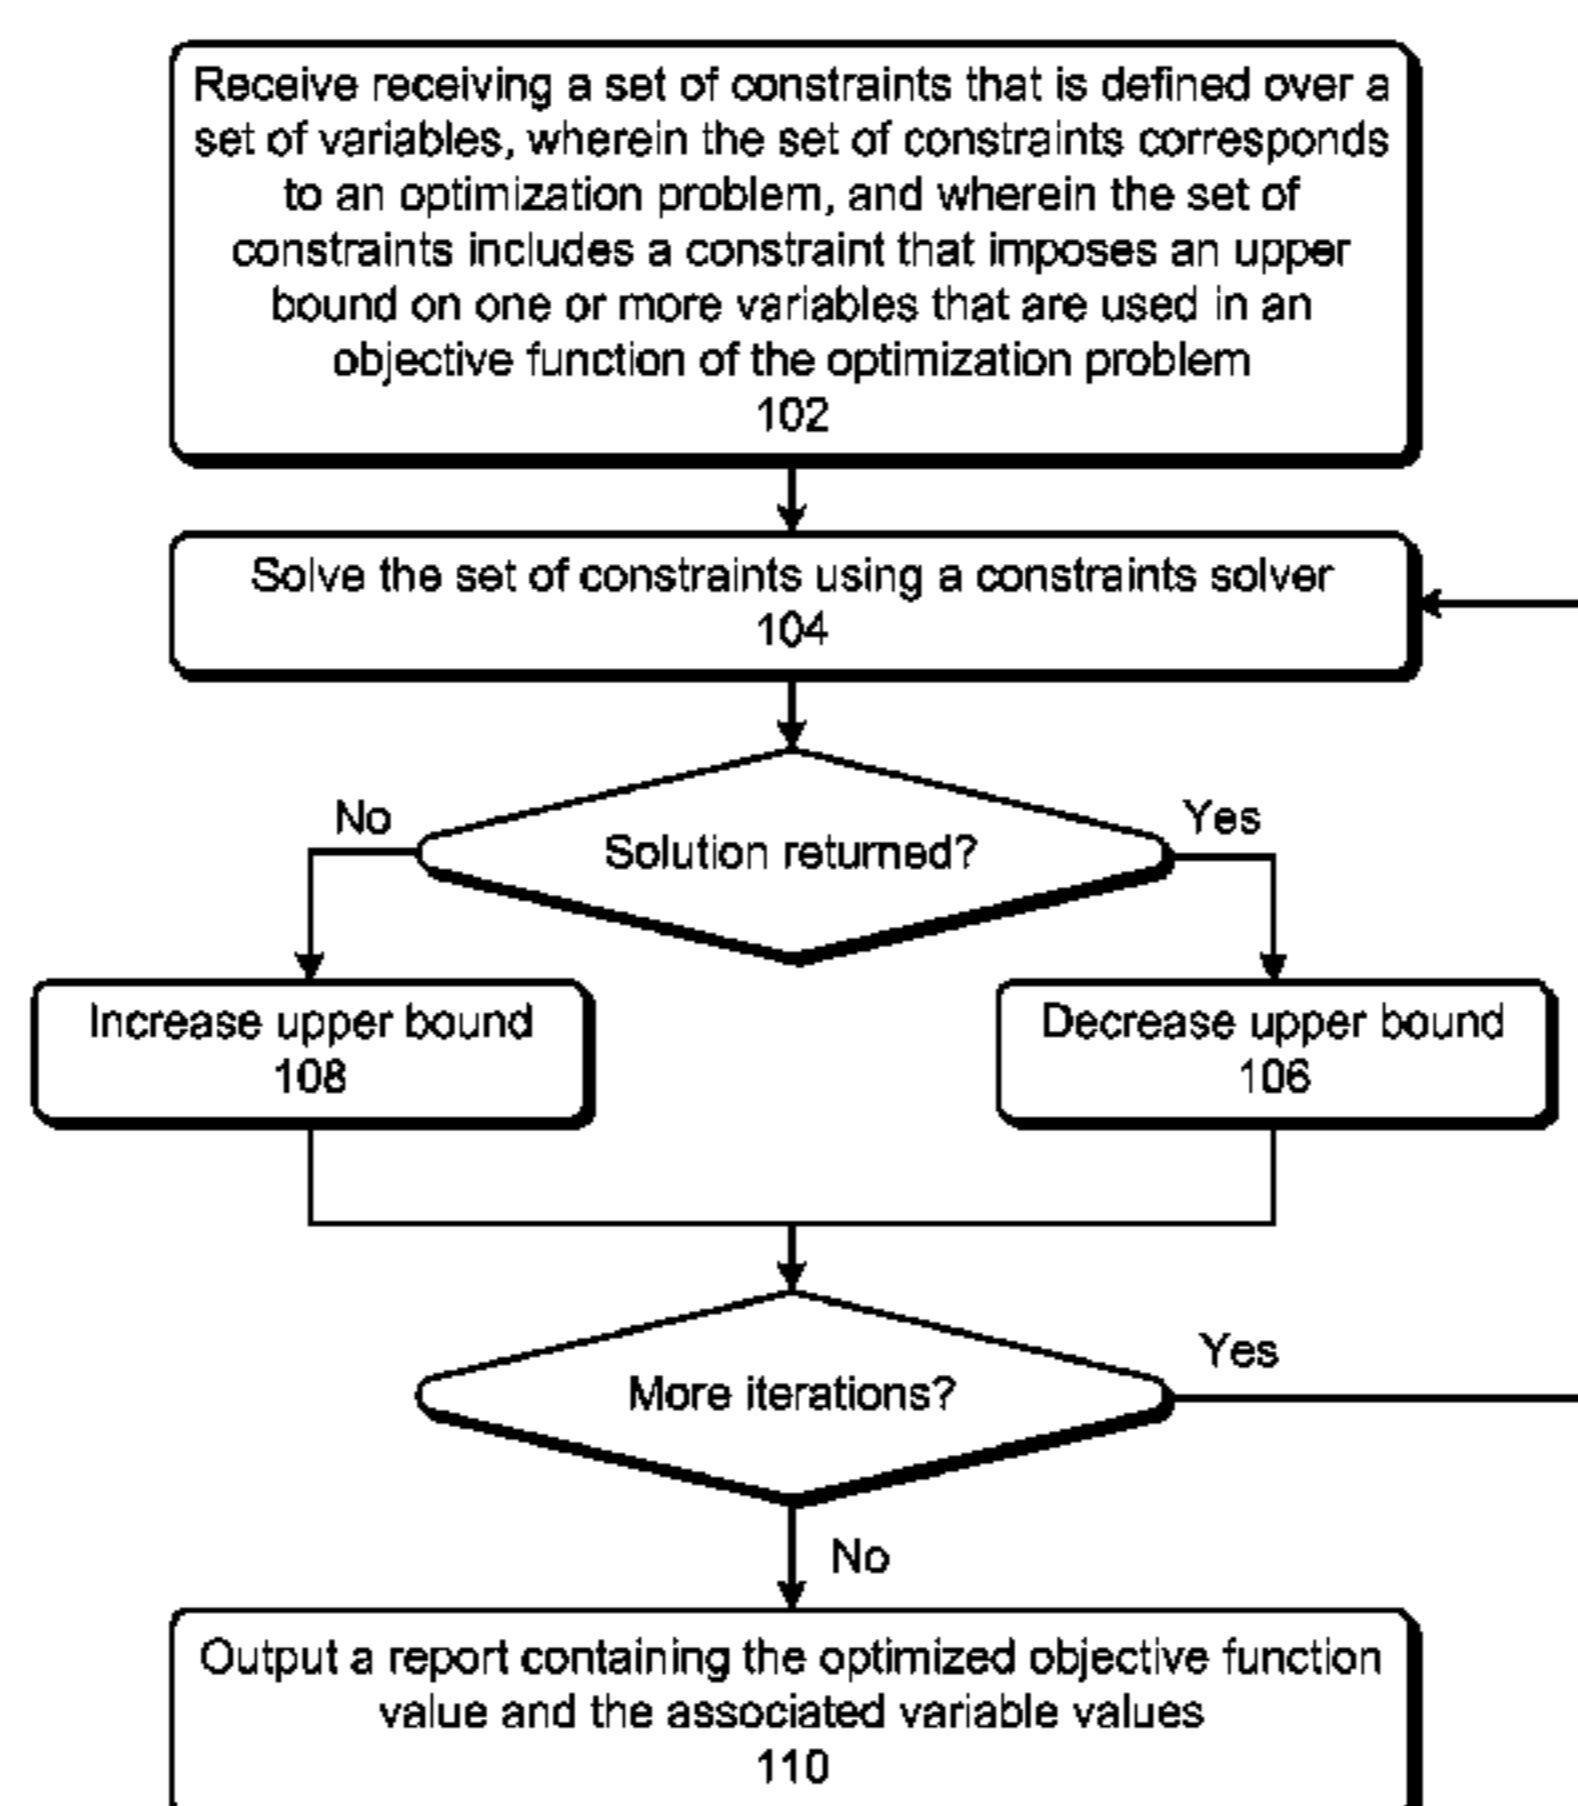 Receive receiving a set of constraints that is defined over a
set of variables, wherein the set of constraints corresponds
to an optimization problem, and wherein the set of
constraints includes a constraint that imposes an upper
bound on one or more variables that are used in an
objective function of the optimization problem
102
Solve the set of constraints using a constraints solver
104
No
Yes
Solution returned?
Increase upper bound
108
Decrease upper bound
106
Yes
More iterations?
No
Output a report containing the optimized objective function
value and the associated variable values
110